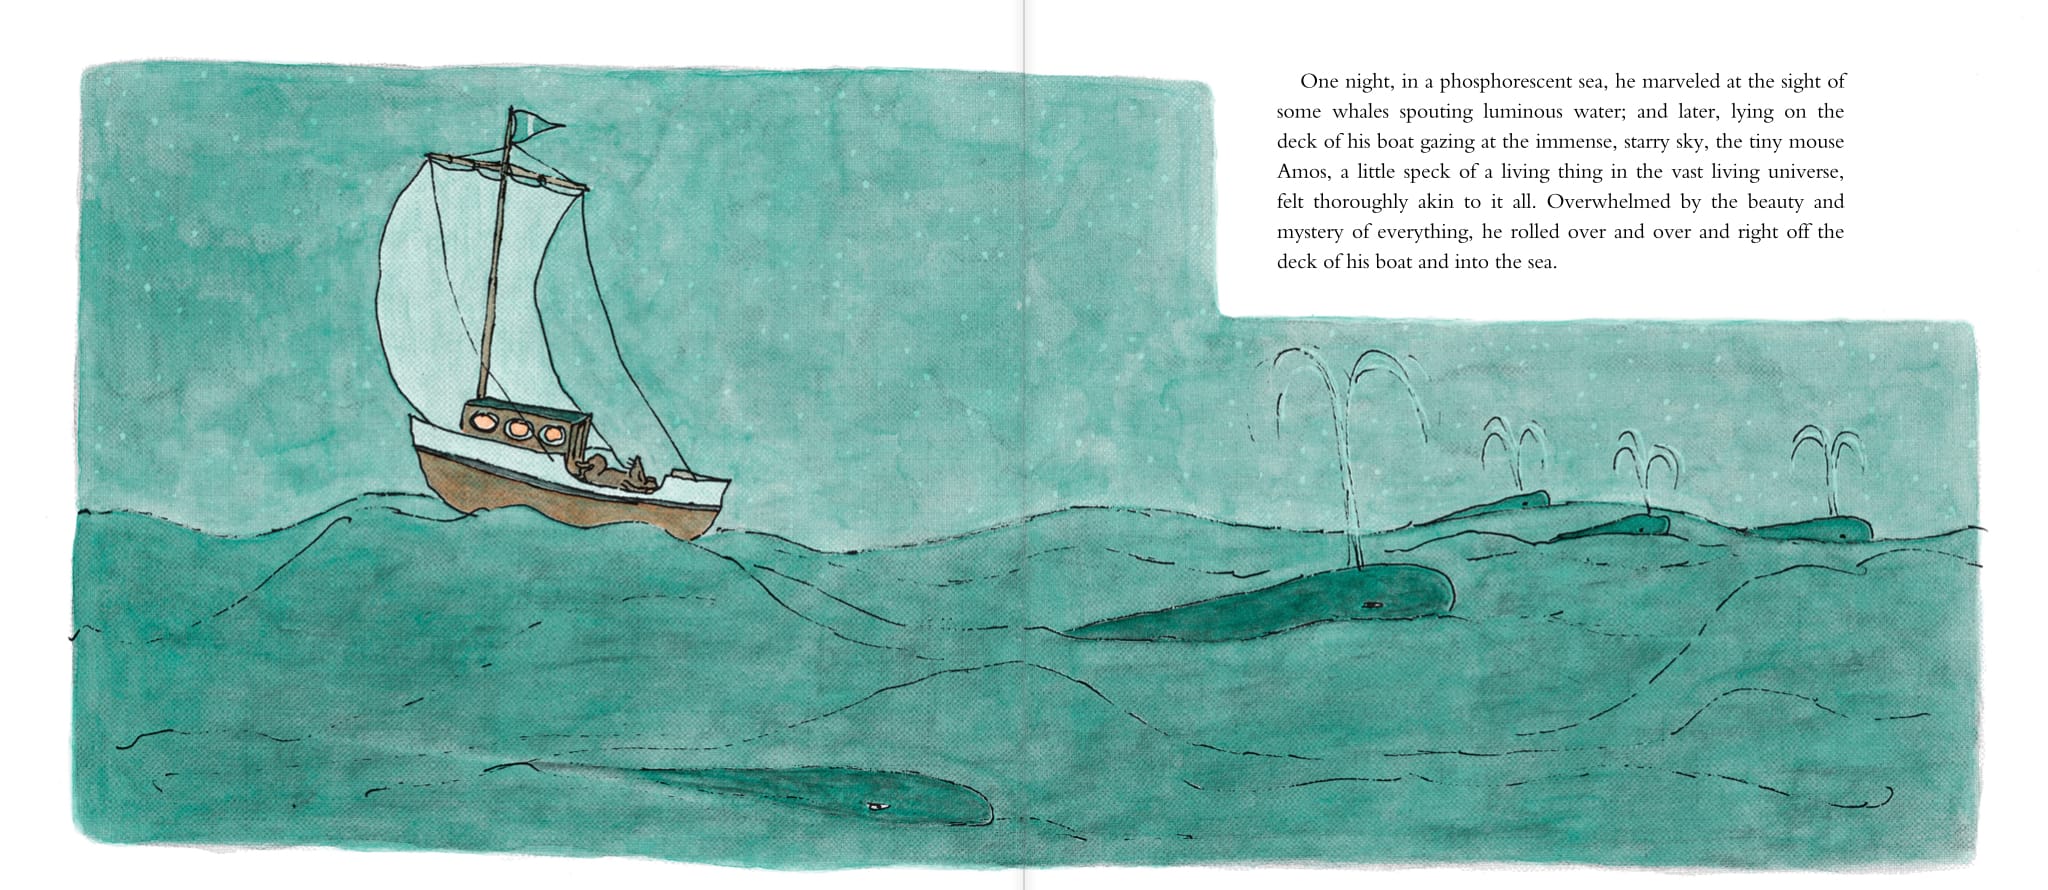 One night, in a phosphorescent sea, he marveled at the sight of
some whales spouting luminous water; and later, lying on the
deck of his boat gazing at the immense, starry sky, the tiny mouse
Amos, a little speck of a living thing in the vast living universe,
felt thoroughly akin to it all. Overwhelmed by the beauty and
mystery of everything, he rolled over and over and right off the
deck of his boat and into the sea.